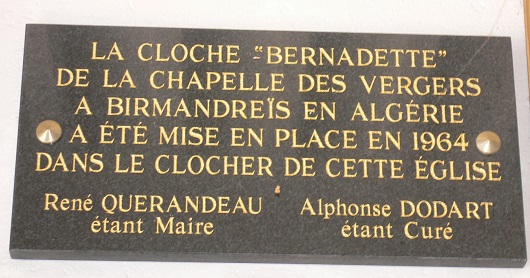 LA CLOCHE "BERNADETTE"
DE LA CHAPELLE DES VERGERS
A BIRMANDREÏS EN ALGÉRIE
A ÉTÉ MISE EN PLACE EN 1964
DANS LE CLOCHER DE CETTE ÉGLISE
René QUERANDEAU
étant Maire
Alphonse DODART
étant Curé